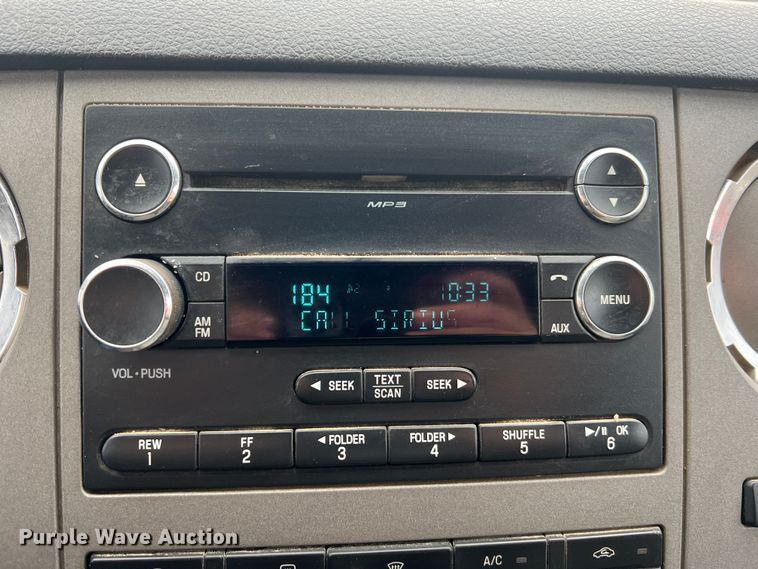 MP3
CD
184 10:33
CALL SIRIUS
MENU
AM
FM
AUX
VOL • PUSH
SEEK
TEXT
SCAN
SEEK
REW
1
FF
2
FOLDER
3
FOLDER
4
SHUFFLE
5
OK
6
Purple Wave Auction
A/C